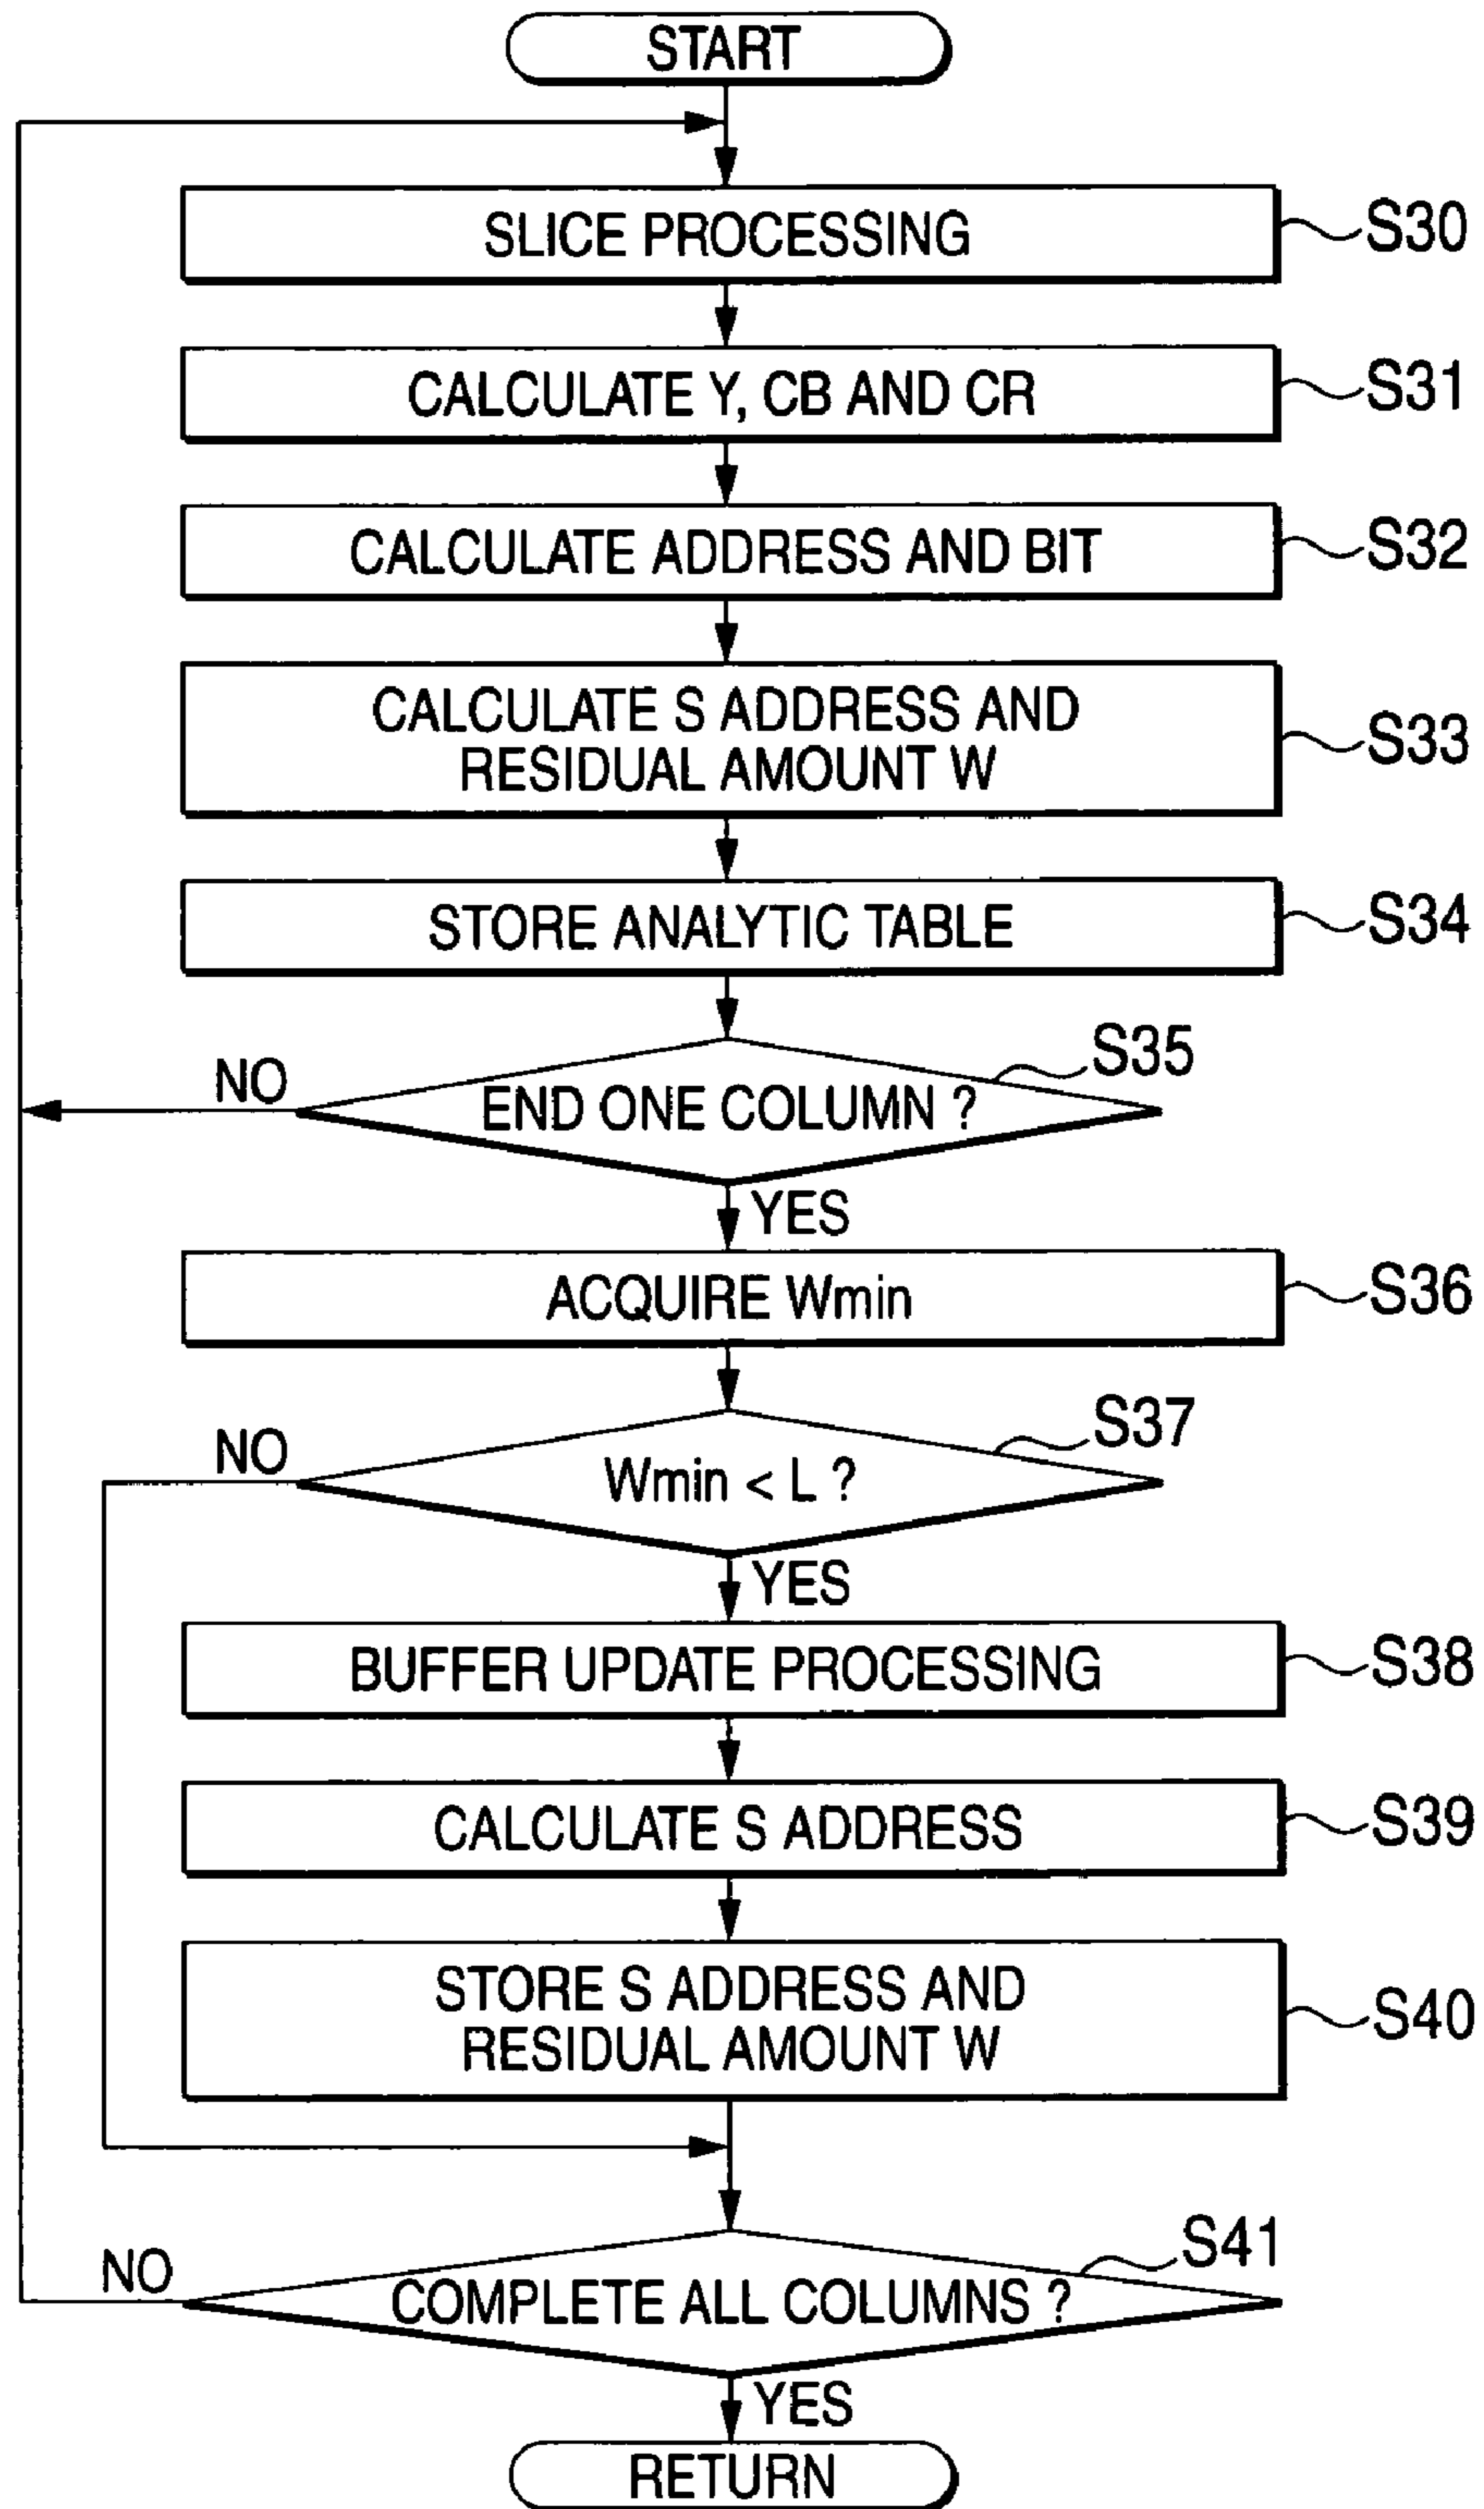 START
SLICE PROCESSING
S30
CALCULATE Y, CB AND CR
S31
CALCULATE ADDRESS AND BIT
S32
CALCULATE S ADDRESS AND
RESIDUAL AMOUNT W
S33
STORE ANALYTIC TABLE
S34
S35
NO
END ONE COLUMN ?
YES
ACQUIRE Wmin
S36
S37
NO
Wmin < L ?
YES
BUFFER UPDATE PROCESSING
S38
CALCULATE S ADDRESS
S39
STORE S ADDRESS AND
RESIDUAL AMOUNT W
S40
S41
NO
COMPLETE ALL COLUMNS ?
YES
RETURN